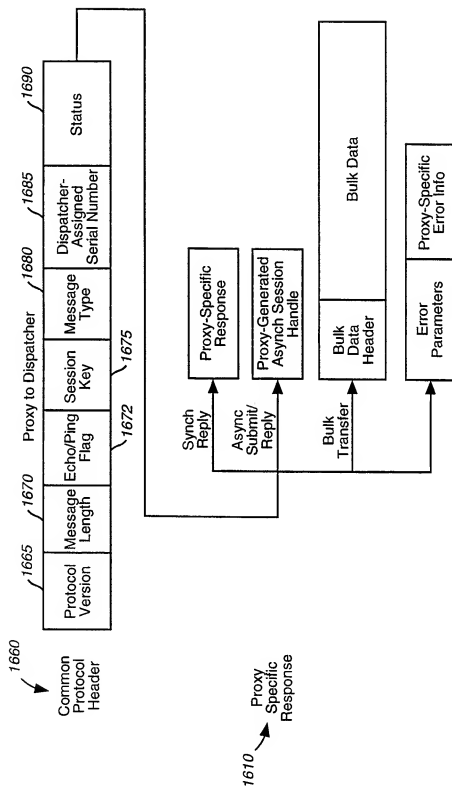 1660
Common
Protocol
Header
Proxy to Dispatcher
1665
1670
1672
1675
1680
1685
1690
Protocol
Version
Message
Length
Echo/Ping
Flag
Session
Key
Message
Type
Dispatcher-
Assigned
Serial Number
Status
1610
Proxy
Specific
Response
Synch
Reply
Proxy-Specific
Response
Async
Submit/
Reply
Proxy-Generated
Asynch Session
Handle
Bulk
Transfer
Bulk
Data
Header
Bulk Data
Error
Parameters
Proxy-Specific
Error Info